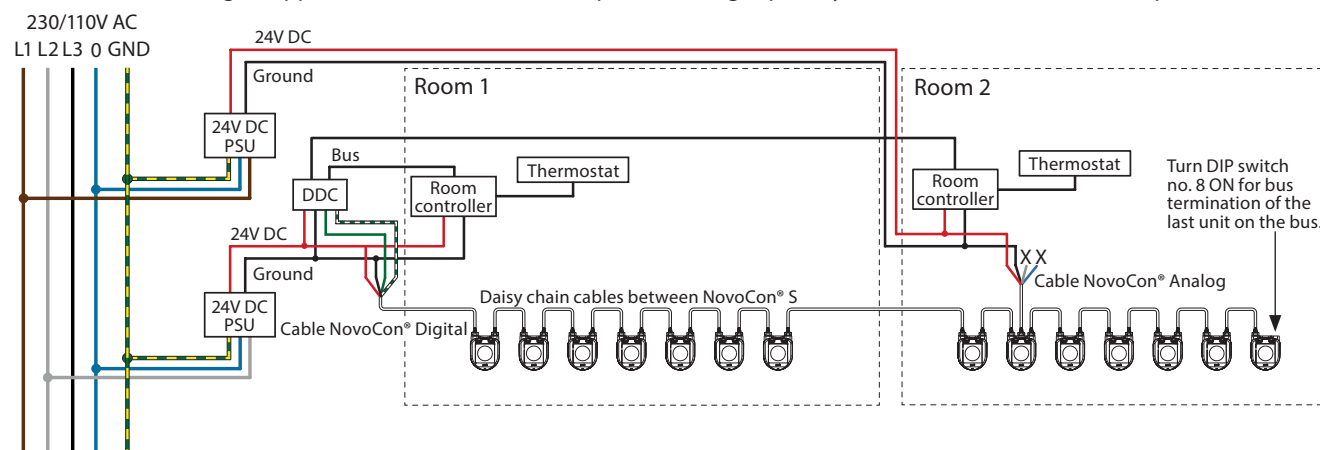 230/110V AC
L1 L2 L3 0 GND
24V DC
Ground
Room 1
Room 2
24V DC
PSU
Bus
Thermostat
Thermostat
DDC
Room
controller
Room
controller
Turn DIP switch
no. 8 ON for bus
termination of the
last unit on the bus.
24V DC
Ground
X X
Cable NovoCon® Analog
24V DC
PSU
Cable NovoCon® Digital
Daisy chain cables between NovoCon® S